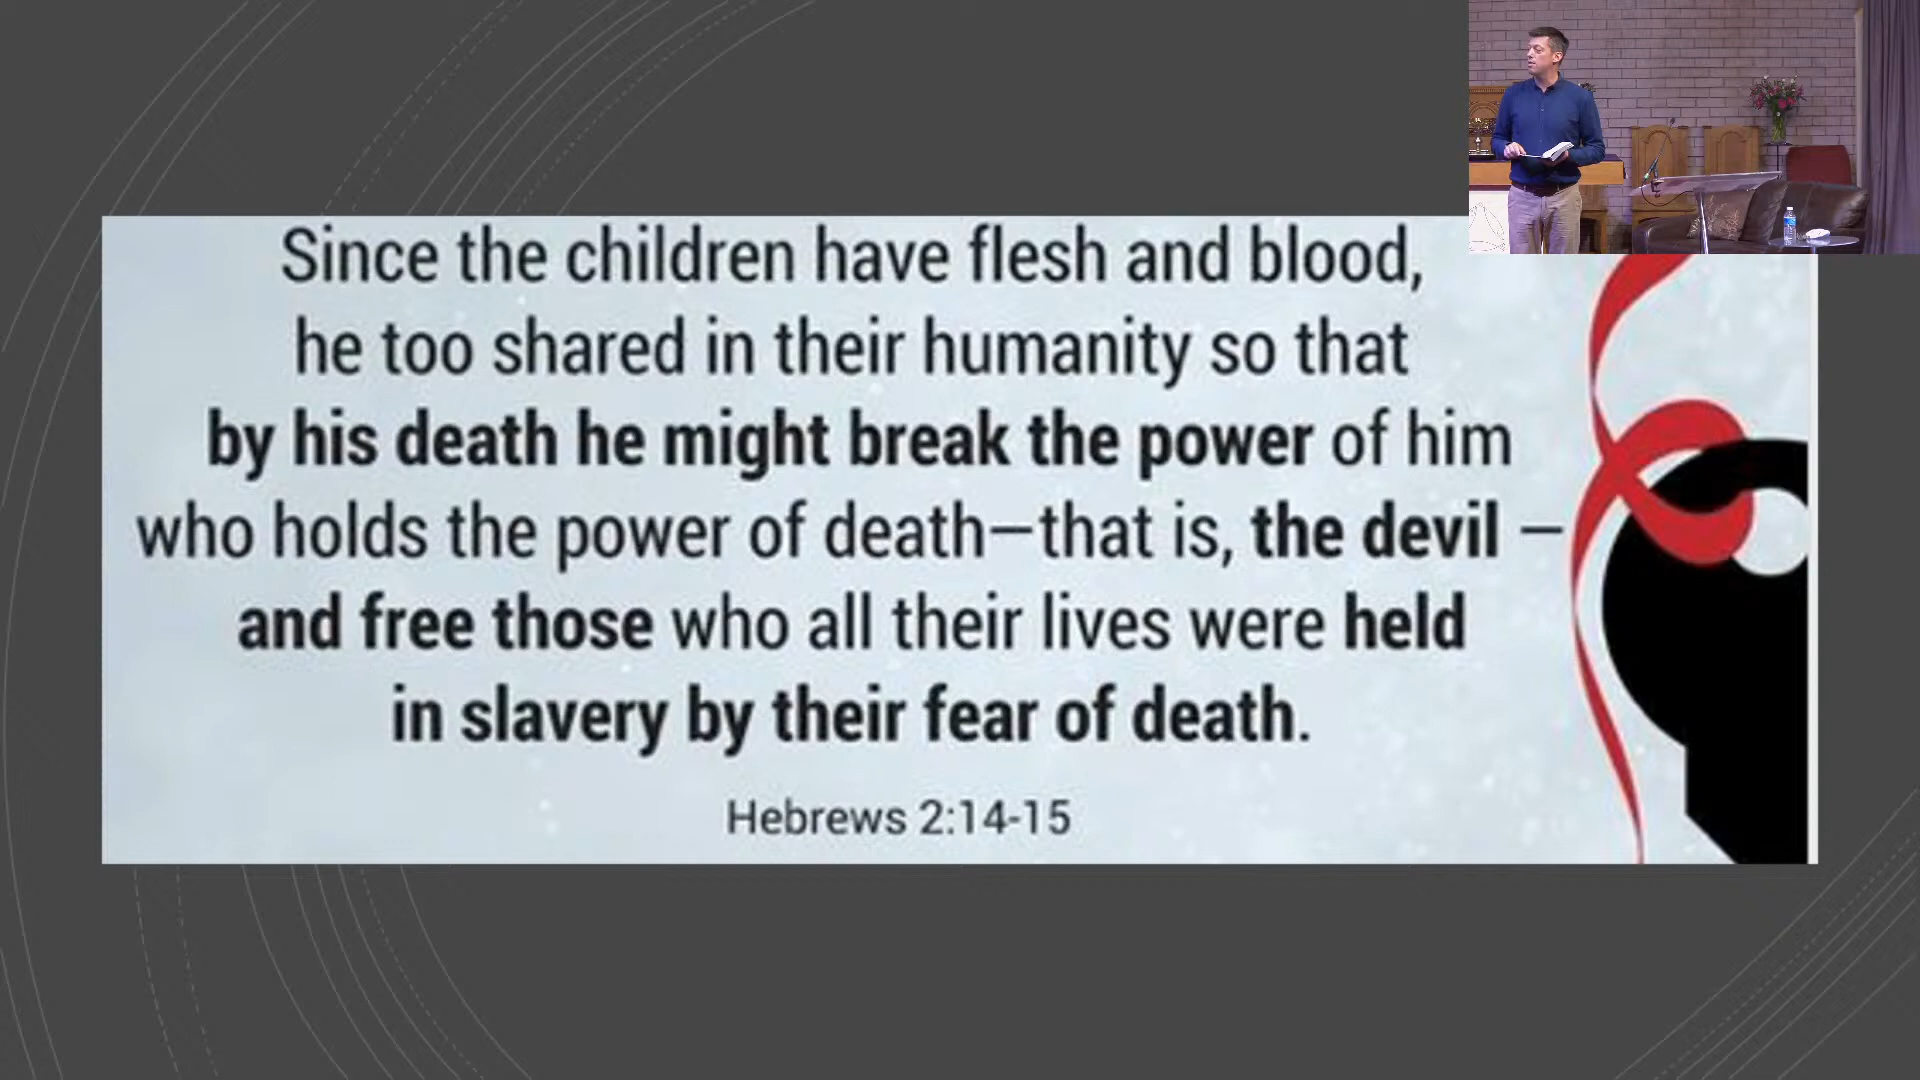 Since the children have flesh and blood,
he too shared in their humanity so that
by his death he might break the power of him
who holds the power of death—that is, the devil —
and free those who all their lives were held
in slavery by their fear of death.
Hebrews 2:14-15